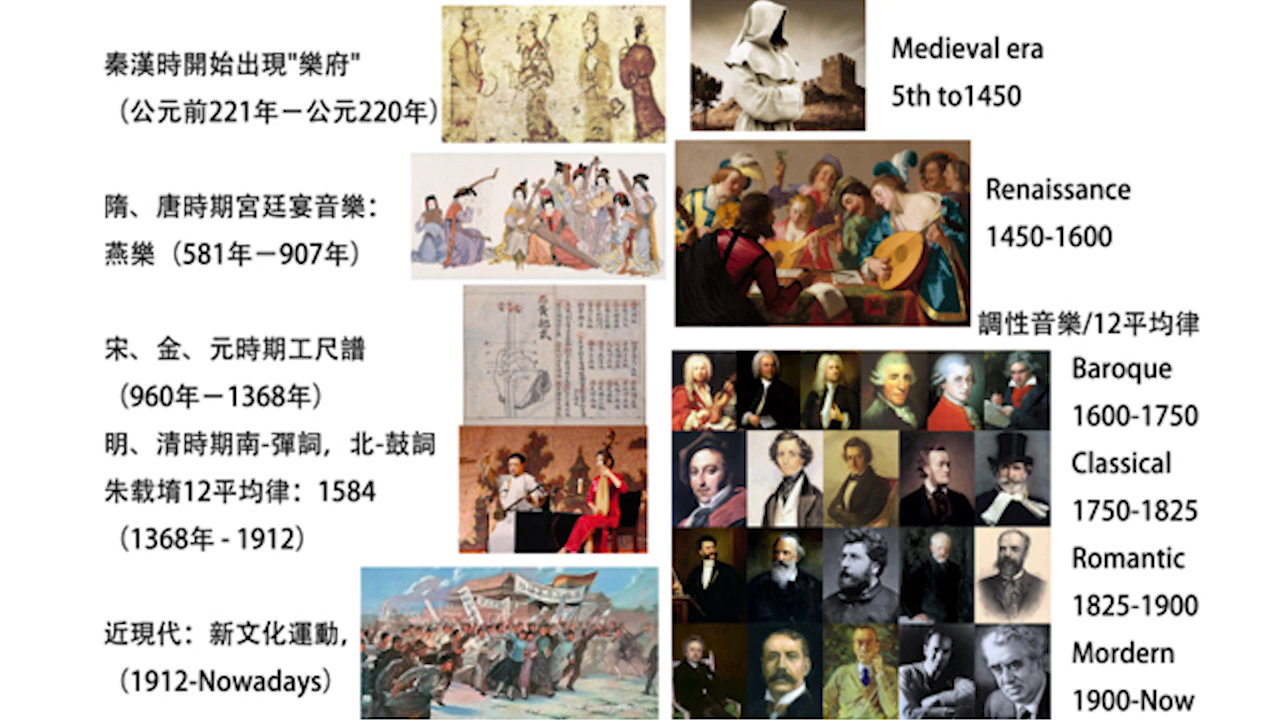 秦漢時開始出現"樂府"
（公元前221年－公元220年）
隋、唐時期宮廷宴音樂：
燕樂（581年－907年）
宋、金、元時期工尺譜
（960年－1368年）
明、清時期南-彈詞，北-鼓詞
朱载堉12平均律：1584
（1368年 - 1912）
近現代：新文化運動，
（1912-Nowadays）
Medieval era
5th to1450
Renaissance
1450-1600
調性音樂/12平均律
Baroque
1600-1750
Classical
1750-1825
Romantic
1825-1900
Mordern
1900-Now